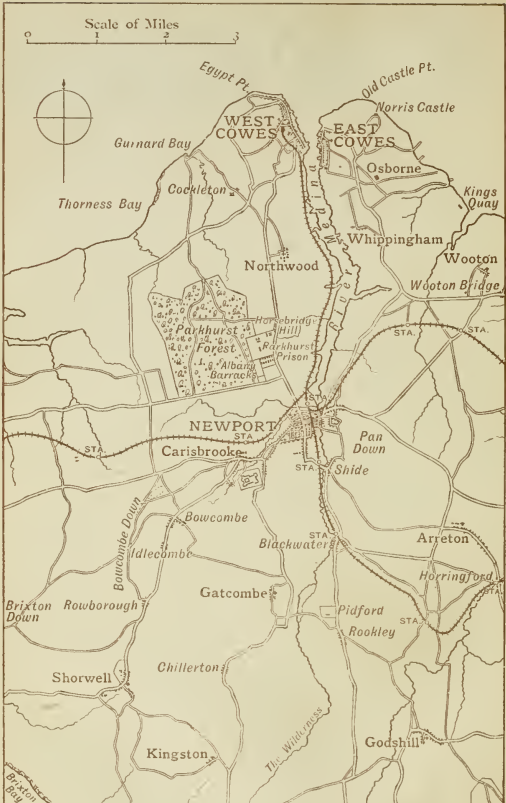 Scale of Miles
0 1 2 3
Egypt Pt.
Old Castle Pt.
Norris Castle
WEST
COWES
EAST
COWES
Gurnard Bay
Osborne
Cockleton
Kings
Quay
Thorness Bay
River Medina
Whippingham
Wooton
Northwood
Wooton Bridge
Horsebridge
Hill
Parkhurst
Forest
Parkhurst
Prison
STA.
STA.
Albany
Barracks
STA.
NEWPORT
STA
Pan
Down
STA.
Carisbrooke
STA.
Shide
Bowcombe Down
Bowcombe
Arreton
STA
Blackwater
Idlecombe
Horringford
STA.
Gatcombe
Brixton
Down
Rowborough
Pidford
STA.
Rookley
Shorwell
Chillerton
The Wilderness
Godshill
Kingston
Brixton
Bay